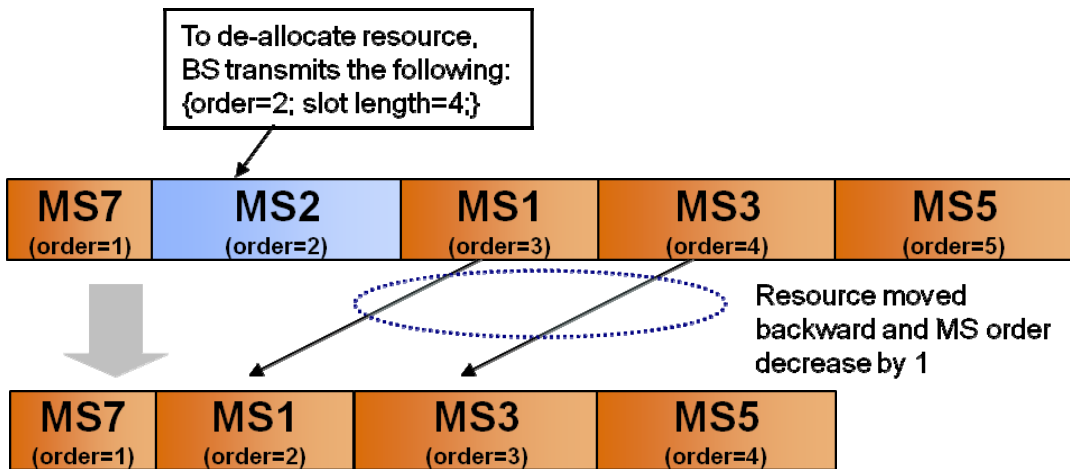 To de-allocate resource,
BS transmits the following:
{order=2; slot length=4;}
MS7 MS2 MS1 MS3 MS5
(order=1) (order=2) (order=3) (order=4) (order=5)
Resource moved
backward and MS order
decrease by 1
MS7 MS1 MS3 MS5
(order=1) (order=2) (order=3) (order=4)